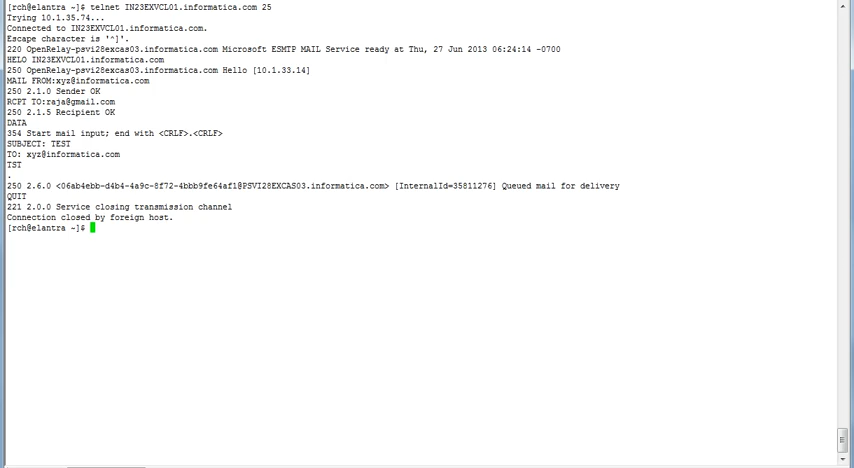 [rch@elantra ~]$ telnet IN23EXVCL01.informatica.com 25
Trying 10.1.35.74...
Connected to IN23EXVCL01.informatica.com.
Escape character is '^]'.
220 OpenRelay-psvi28excas03.informatica.com Microsoft ESMTP MAIL Service ready at Thu, 27 Jun 2013 06:24:14 -0700
HELO IN23EXVCL01.informatica.com
250 OpenRelay-psvi28excas03.informatica.com Hello [10.1.33.14]
MAIL FROM:xyz@informatica.com
250 2.1.0 Sender OK
RCPT TO:raja@gmail.com
250 2.1.5 Recipient OK
DATA
354 Start mail input; end with <CRLF>.<CRLF>
SUBJECT: TEST
TO: xyz@informatica.com
TST
.
250 2.6.0 <06ab4ebb-d4b4-4a9c-8f72-4bbb9fe64af1@PSVI28EXCAS03.informatica.com> [InternalId=35811276] Queued mail for delivery
QUIT
221 2.0.0 Service closing transmission channel
Connection closed by foreign host.
[rch@elantra ~]$